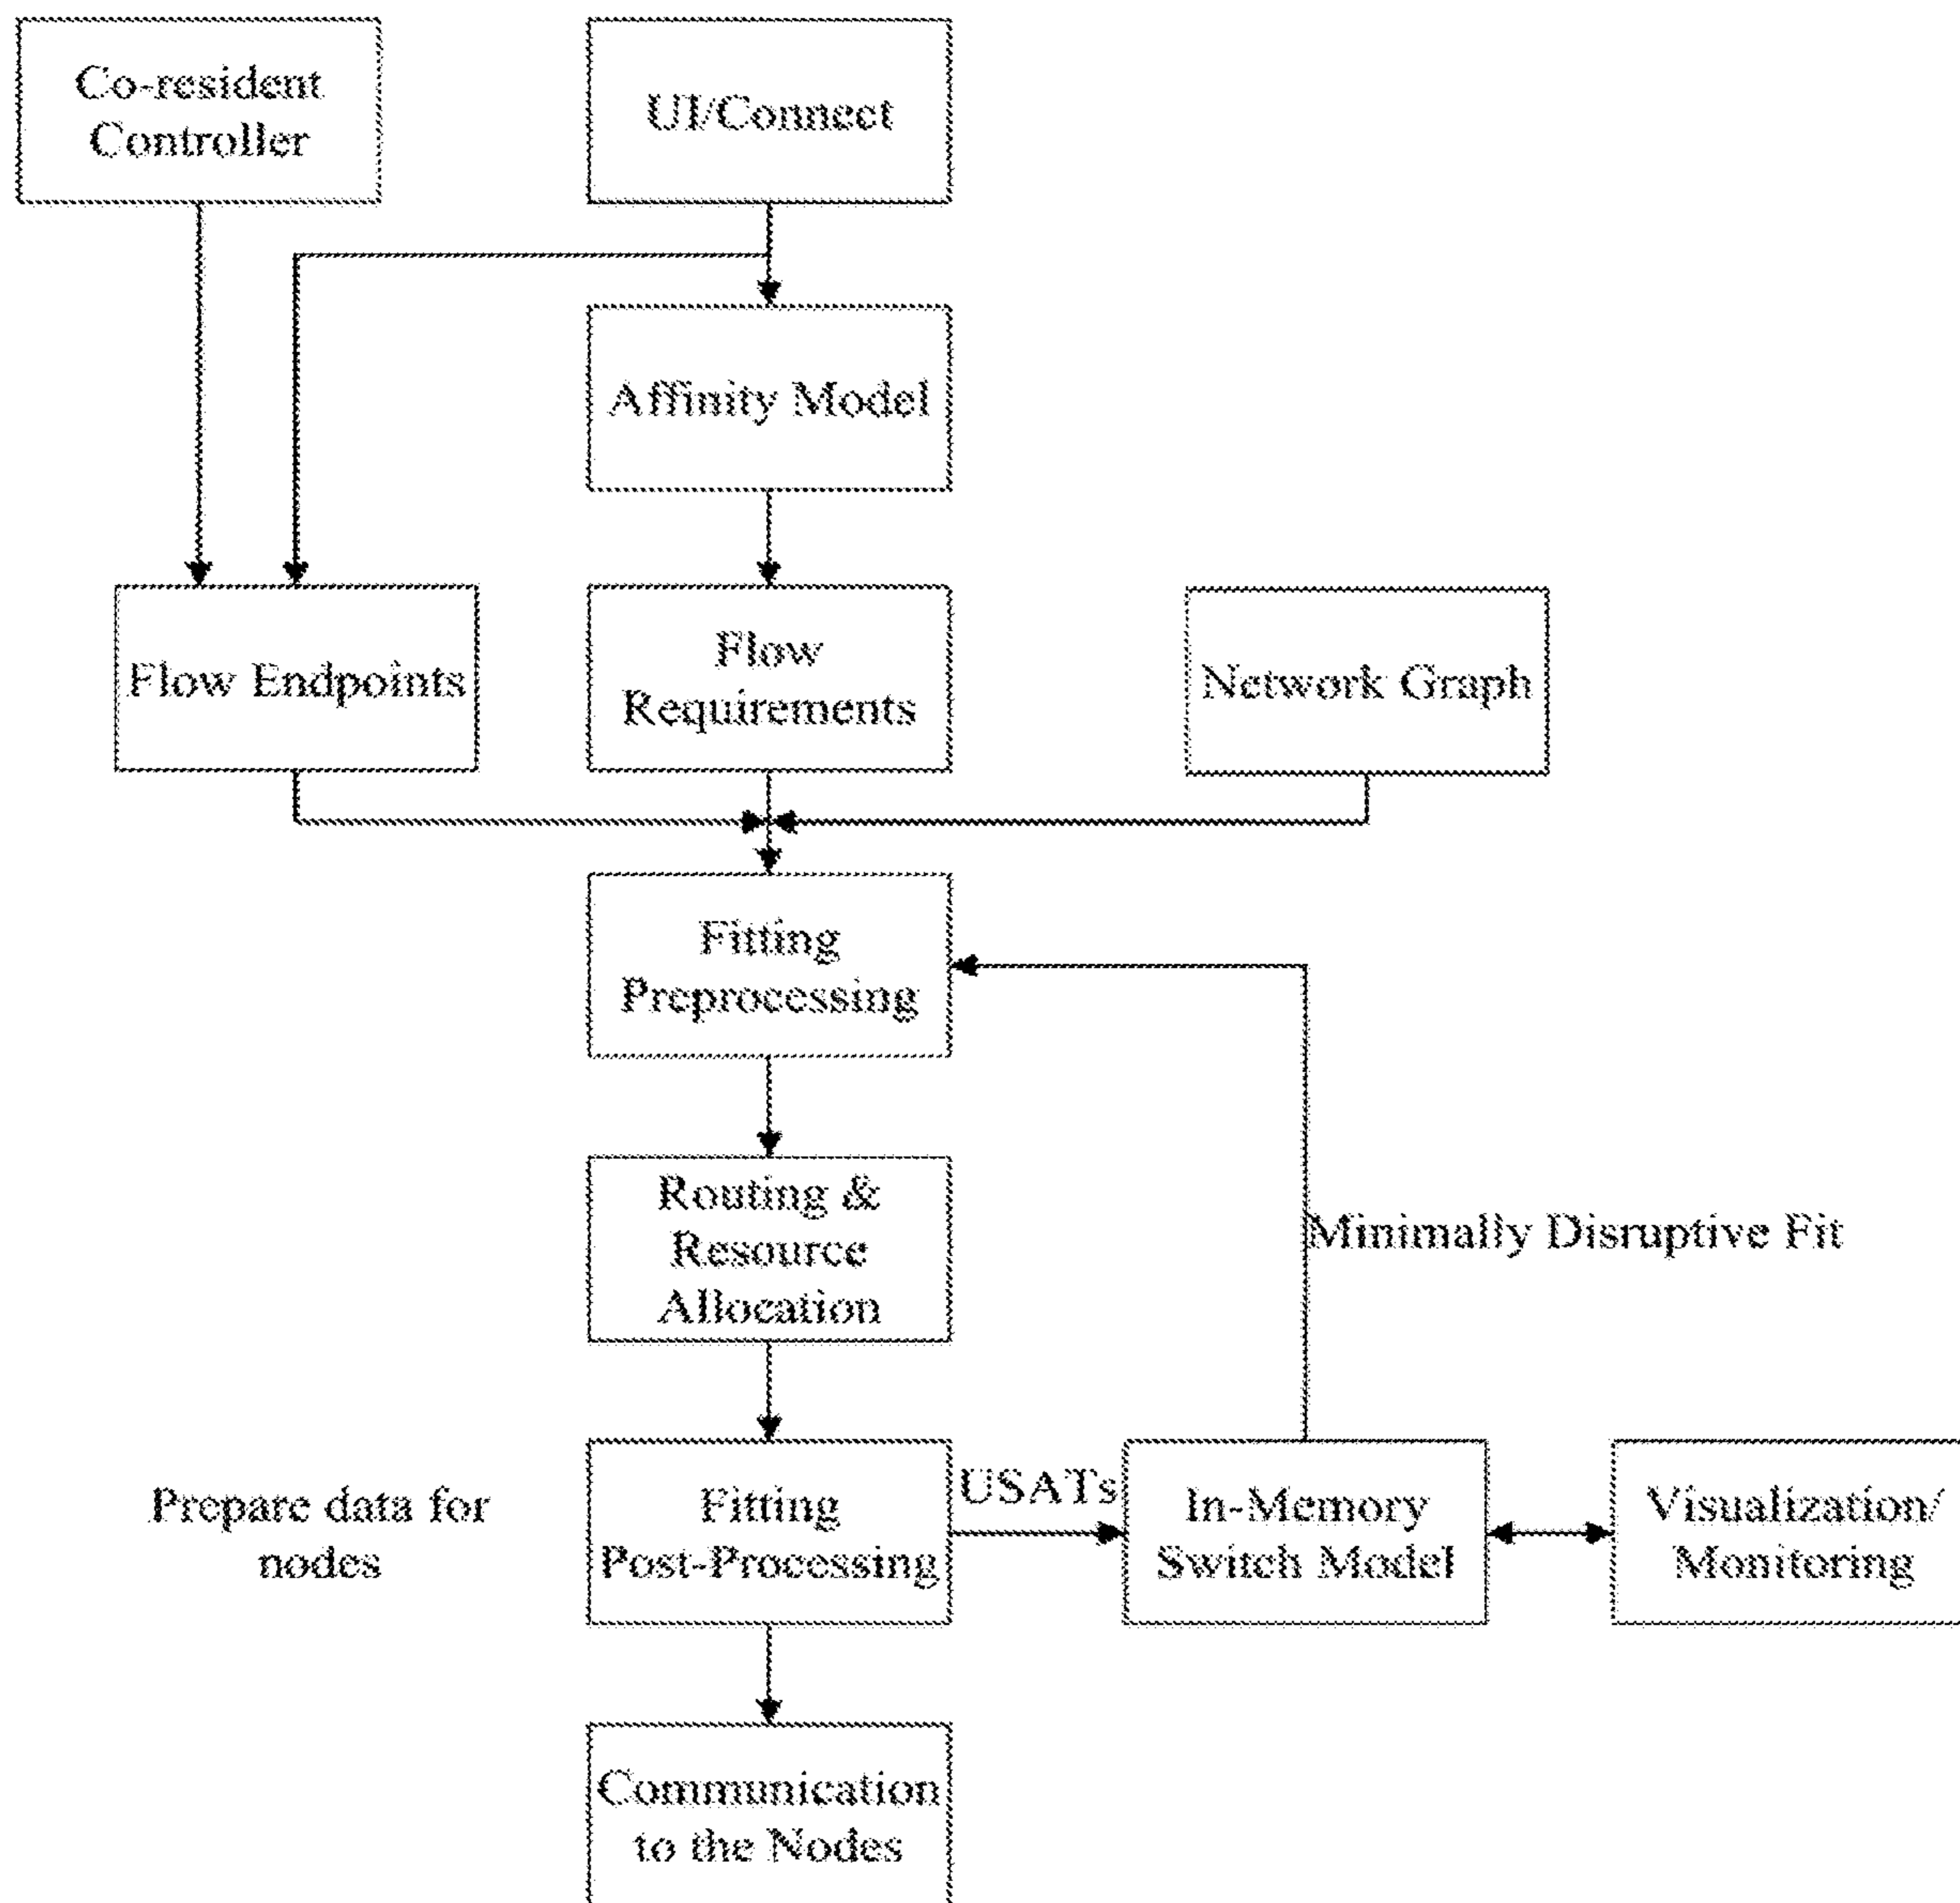 Co-resident
Controller
UI/Connect
Affinity Model
Flow Endpoints
Flow
Requirements
Network Graph
Fitting
Preprocessing
Routing &
Resource
Allocation
Minimally Disruptive Fit
Prepare data for
nodes
Fitting
Post-Processing
USATs
In-Memory
Switch Model
Visualization/
Monitoring
Communication
to the Nodes